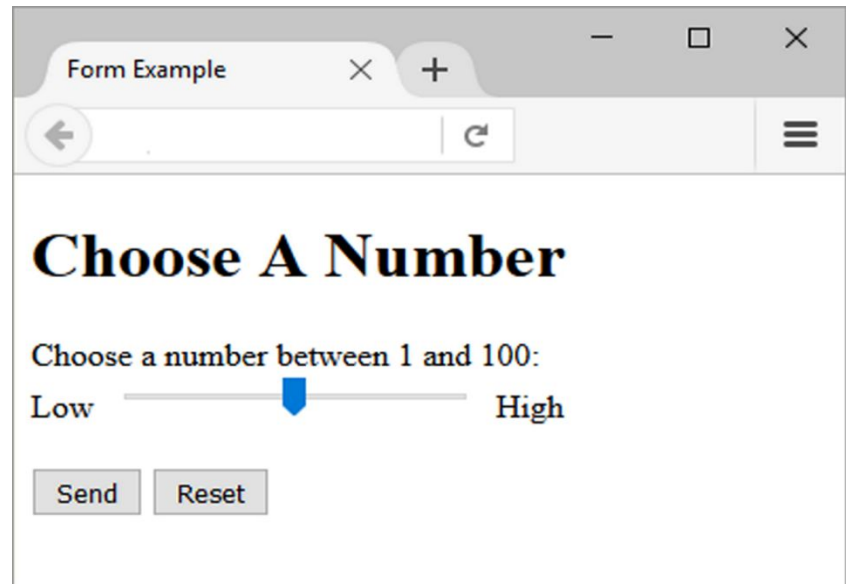 Form Example
Choose A Number
Choose a number between 1 and 100:
Low High
Send Reset